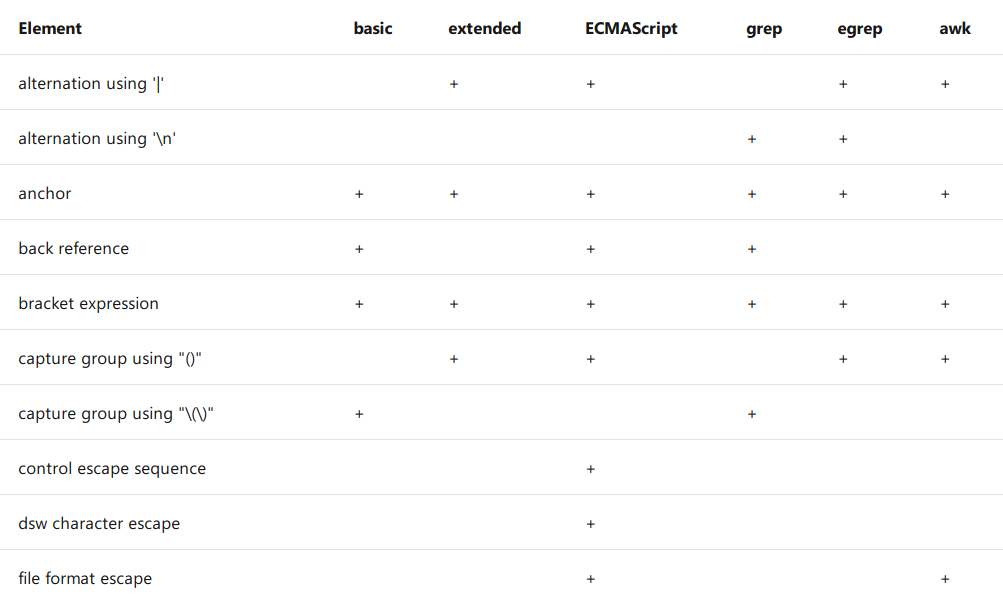 Element basic extended ECMAScript grep egrep awk
alternation using '|' + + + +
alternation using '\n' + +
anchor + + + + + +
back reference + + +
bracket expression + + + + + +
capture group using "()" + + + +
capture group using "\(\)" + +
control escape sequence +
dsw character escape +
file format escape + +